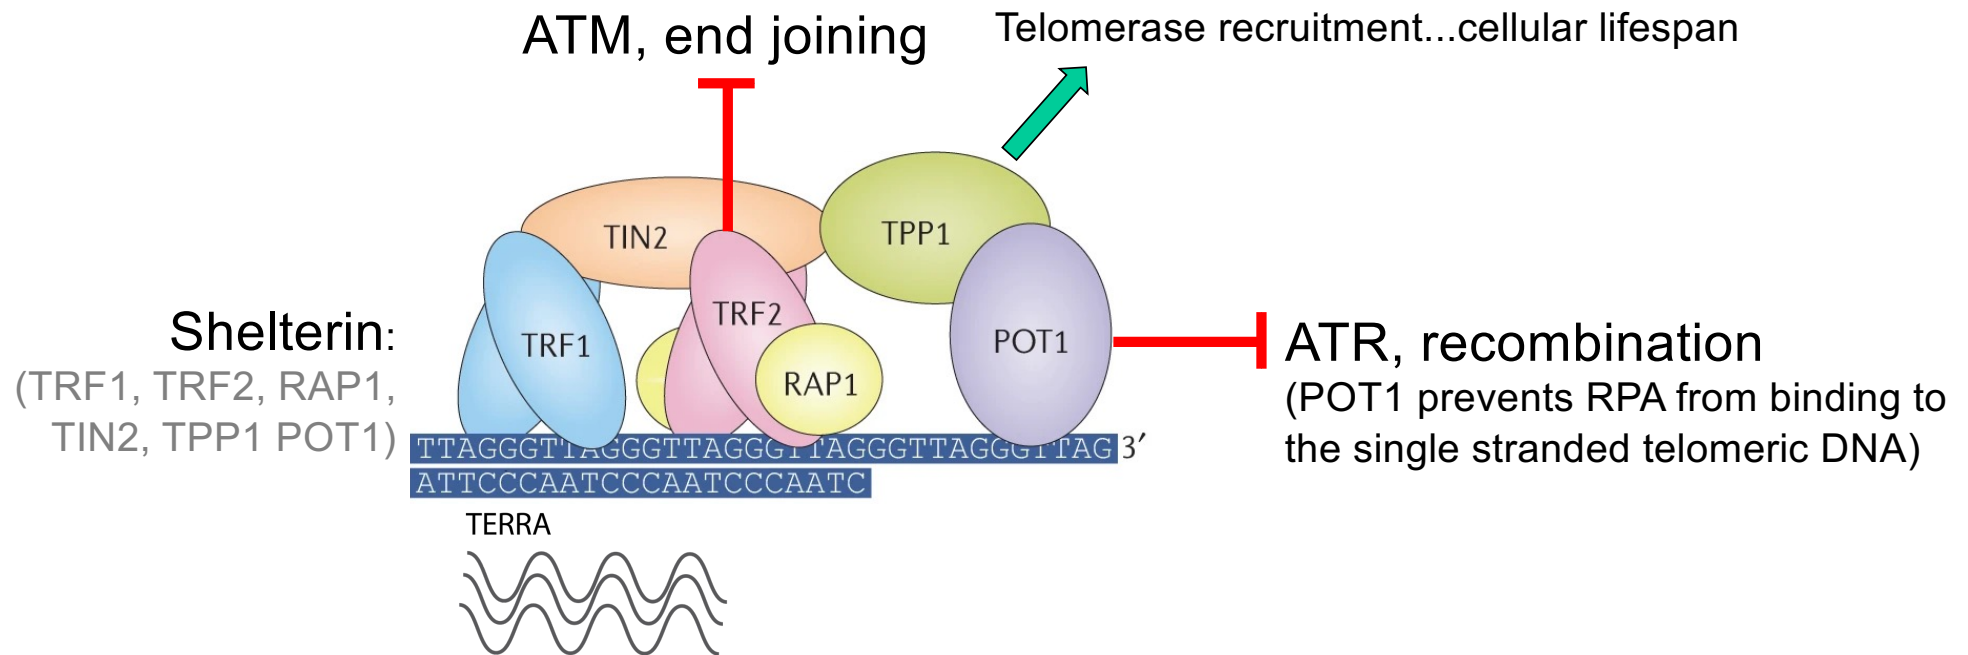 ATM, end joining
Telomerase recruitment...cellular lifespan
TIN2
TPP1
TRF2
TRF1
POT1
RAP1
Shelterin:
(TRF1, TRF2, RAP1,
TIN2, TPP1 POT1)
ATR, recombination
(POT1 prevents RPA from binding to
the single stranded telomeric DNA)
TTAGGGTTAGGGTTAGGGTTAGGGTTAGGGTTAG 3′
ATTCCCAATCCCAATCCCAATC
TERRA